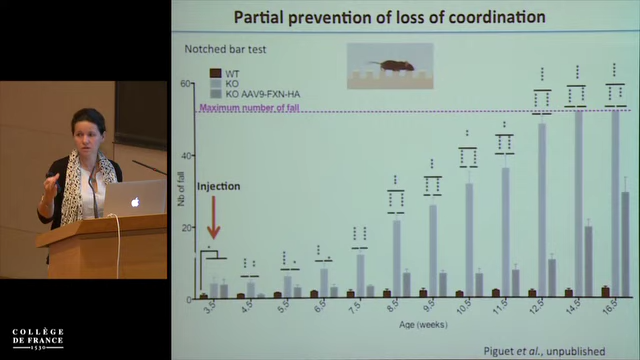 Partial prevention of loss of coordination
Notched bar test
WT
KO
KO AAV9-FXN-HA
60
Maximum number of fall
40
20
0
Nb of fall
Injection
3,5
4,5
5,5
6,5
7,5
8,5
9,5
10,5
11,5
12,5
14,5
16,5
Age (weeks)
Piguet et al., unpublished
COLLÈGE
DE FRANCE
1530